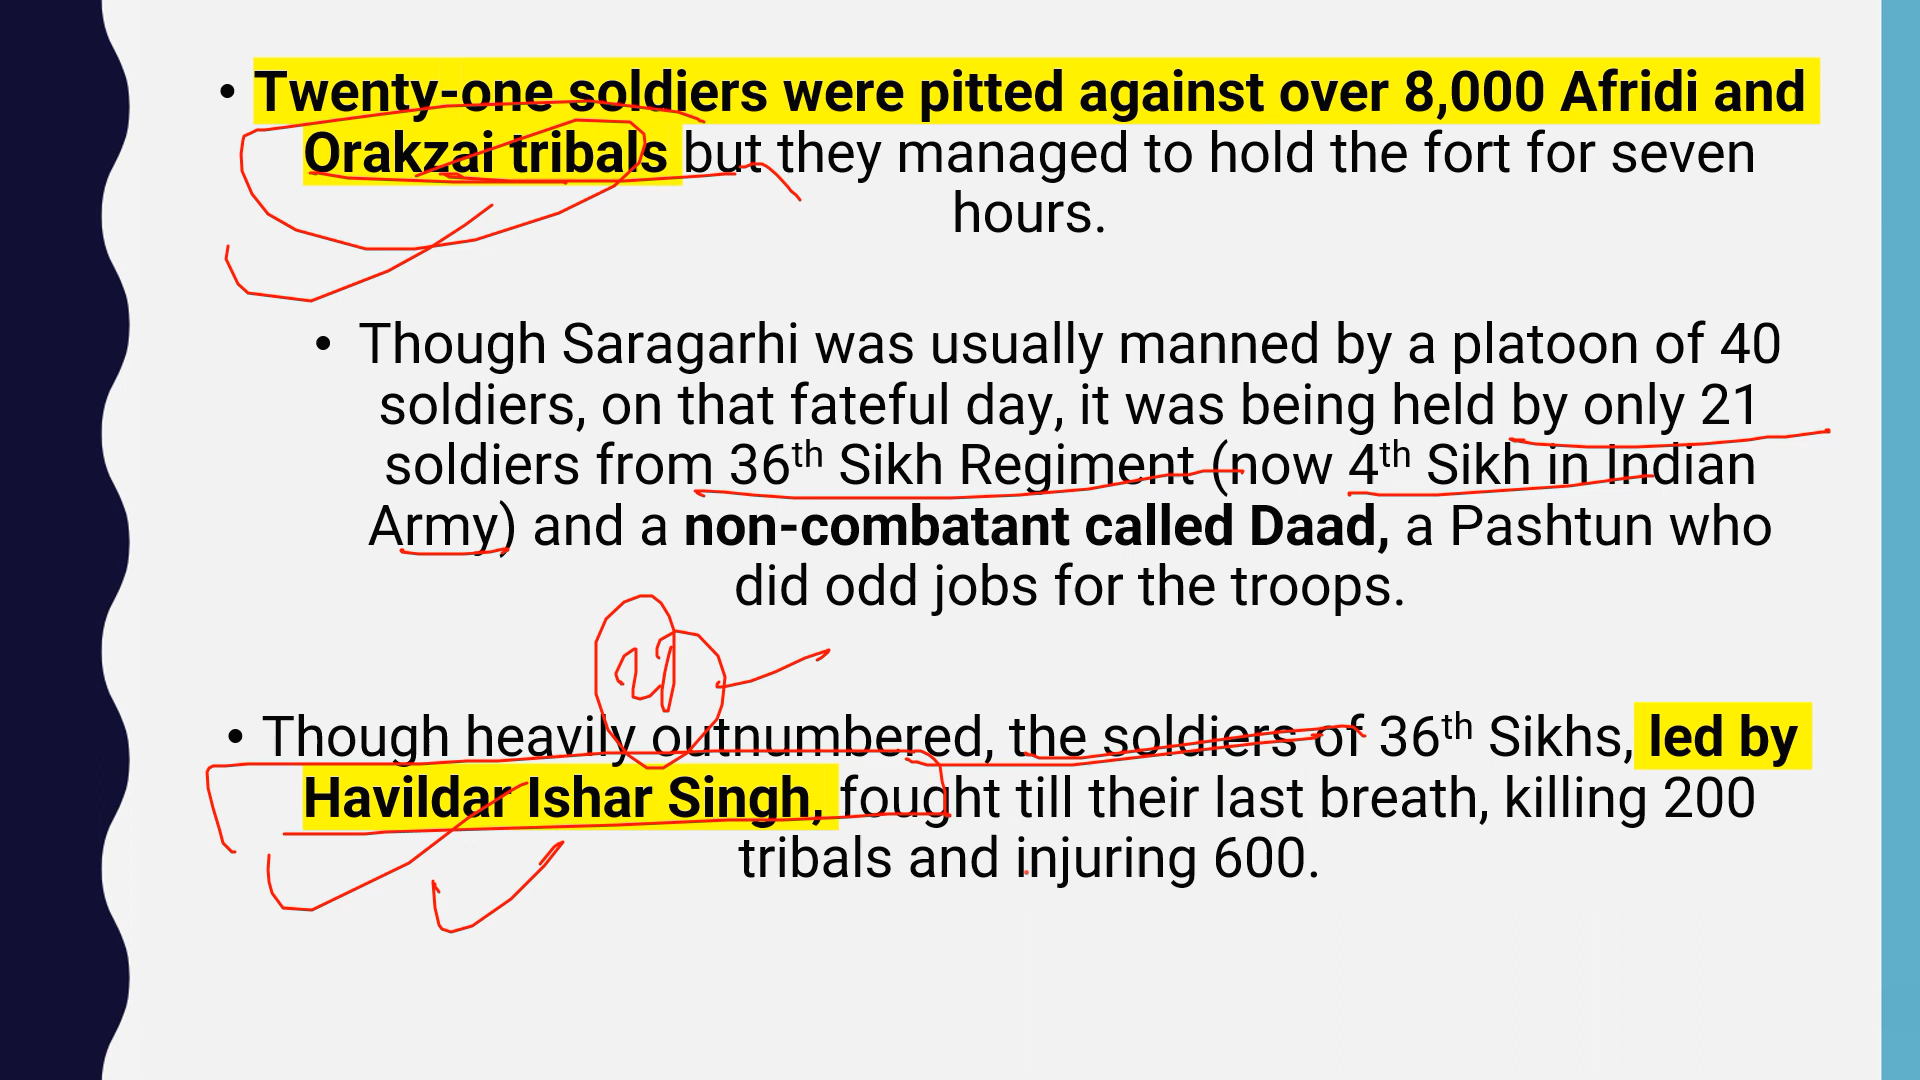 • Twenty-one soldiers were pitted against over 8,000 Afridi and
Orakzai tribals but they managed to hold the fort for seven
hours.
• Though Saragarhi was usually manned by a platoon of 40
soldiers, on that fateful day, it was being held by only 21
soldiers from 36th Sikh Regiment (now 4th Sikh in Indian
Army) and a non-combatant called Daad, a Pashtun who
did odd jobs for the troops.
21
• Though heavily outnumbered, the soldiers of 36th Sikhs, led by
Havildar Ishar Singh, fought till their last breath, killing 200
tribals and injuring 600.